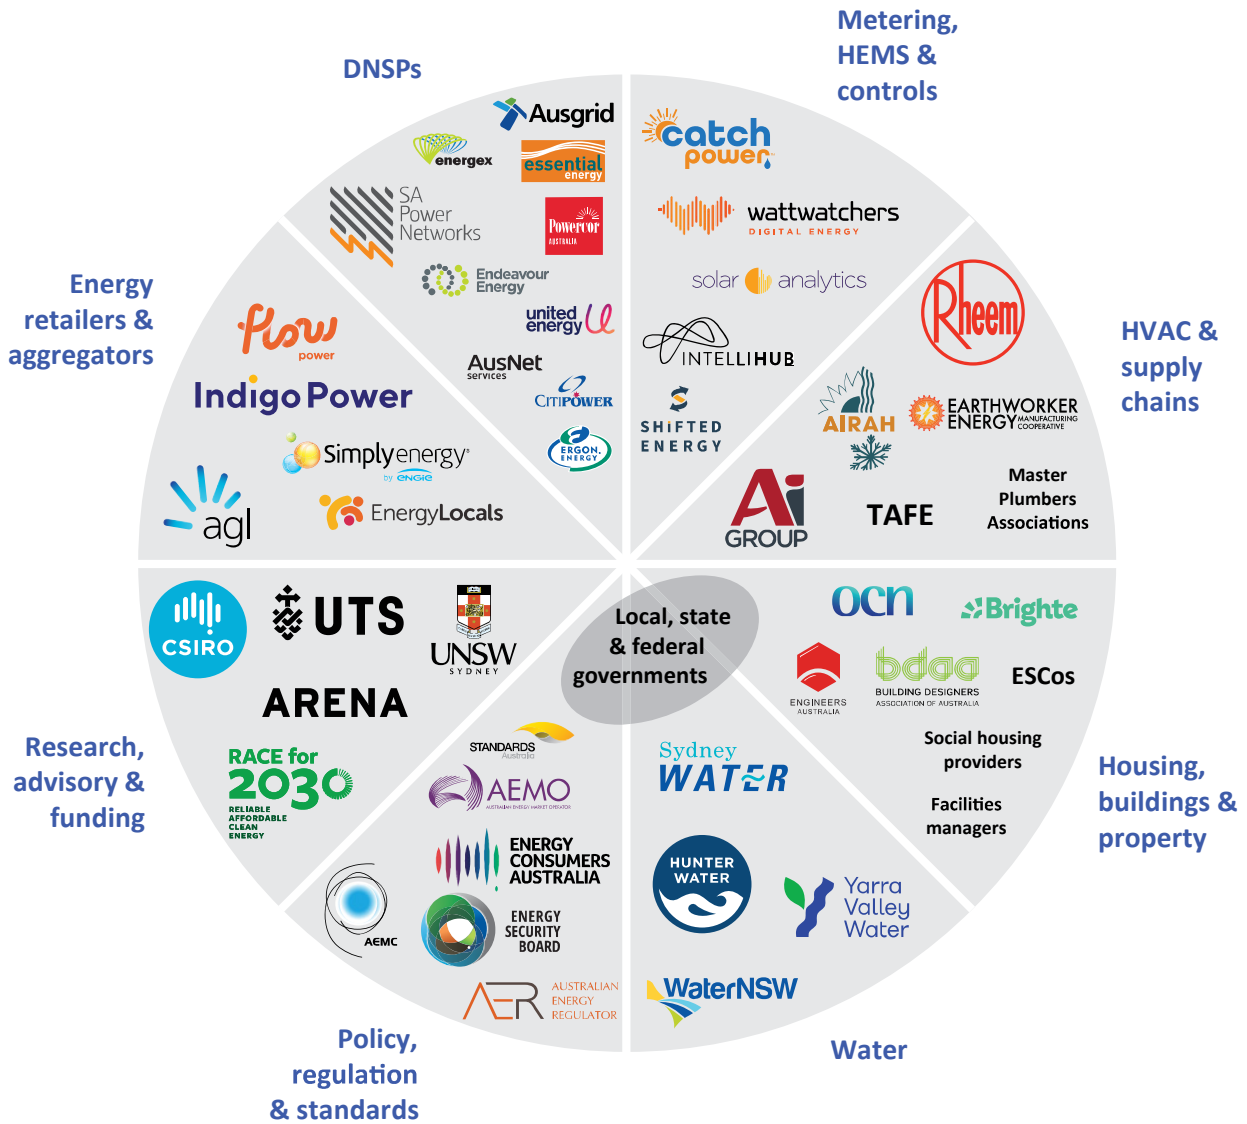 Metering,
HEMS &
controls
DNSPs
Ausgrid
energex
essential
energy
SA
Power
Networks
Powercor
AUSTRALIA
Endeavour
Energy
united
energy
AusNet
services
CITIPOWER
ERGON.
ENERGY
catch
power
wattwatchers
DIGITAL ENERGY
solar analytics
INTELLIHUB
SHIFTED
ENERGY
Energy
retailers &
aggregators
flow
power
Indigo Power
Simplyenergy
by ENGIE
agl
EnergyLocals
HVAC &
supply
chains
Rheem
AIRAH
EARTHWORKER
ENERGY MANUFACTURING
COOPERATIVE
Ai
GROUP
TAFE
Master
Plumbers
Associations
CSIRO
UTS
UNSW
SYDNEY
ARENA
RACE for
2030
RELIABLE
AFFORDABLE
CLEAN
ENERGY
Research,
advisory &
funding
Local, state
& federal
governments
ocn
Brighte
ENGINEERS
AUSTRALIA
bdaa
BUILDING DESIGNERS
ASSOCIATION OF AUSTRALIA
ESCos
Social housing
providers
Facilities
managers
Housing,
buildings &
property
STANDARDS
Australia
AEMO
AUSTRALIAN ENERGY MARKET OPERATOR
ENERGY
CONSUMERS
AUSTRALIA
AEMC
ENERGY
SECURITY
BOARD
AER
AUSTRALIAN
ENERGY
REGULATOR
Policy,
regulation
& standards
Sydney
WATER
HUNTER
WATER
Yarra
Valley
Water
WaterNSW
Water